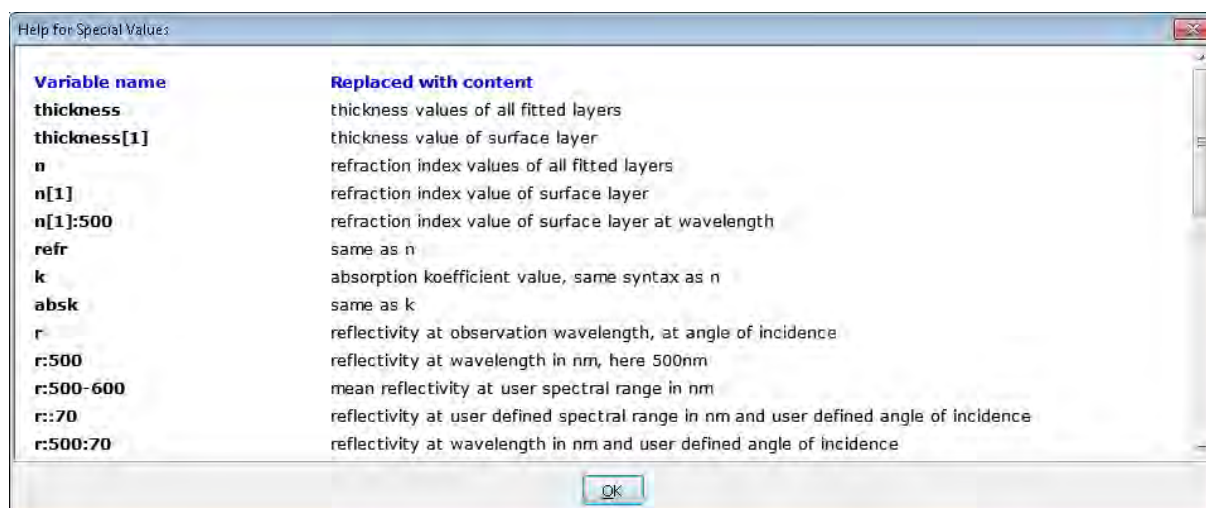 Help for Special Values
Variable name Replaced with content
thickness thickness values of all fitted layers
thickness[1] thickness value of surface layer
n refraction index values of all fitted layers
n[1] refraction index value of surface layer
n[1]:500 refraction index value of surface layer at wavelength
refr same as n
k absorption koefficient value, same syntax as n
absk same as k
r reflectivity at observation wavelength, at angle of incidence
r:500 reflectivity at wavelength in nm, here 500nm
r:500-600 mean reflectivity at user spectral range in nm
r::70 reflectivity at user defined spectral range in nm and user defined angle of incidence
r:500:70 reflectivity at wavelength in nm and user defined angle of incidence
OK